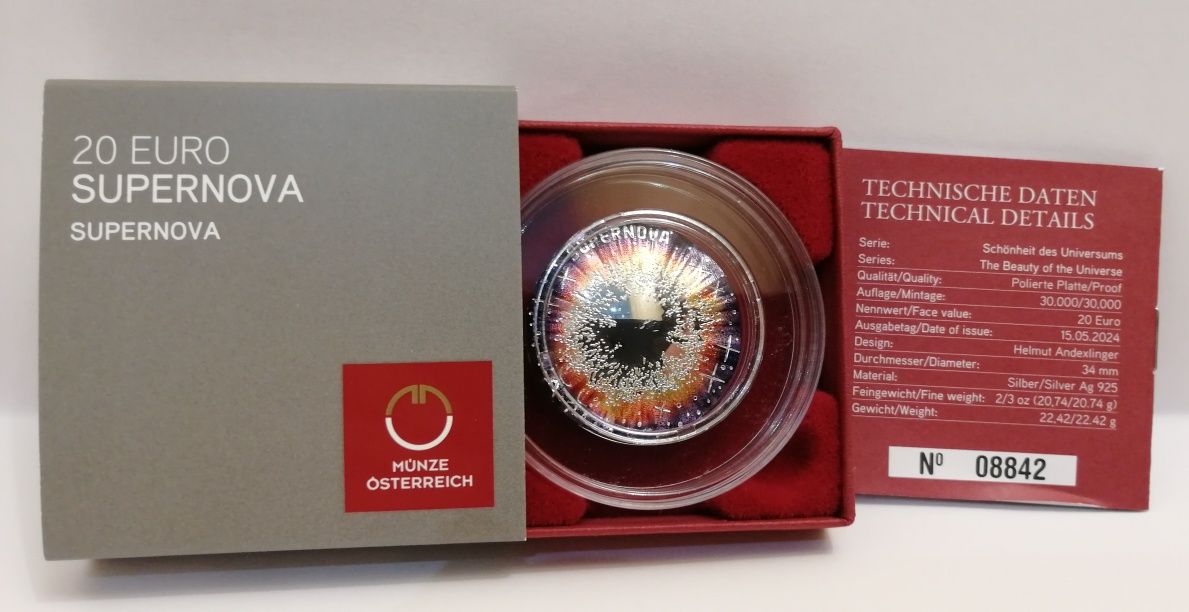 20 EURO
SUPERNOVA
SUPERNOVA
MÜNZE
ÖSTERREICH
SUPERNOVA
TECHNISCHE DATEN
TECHNICAL DETAILS
Serie: Schönheit des Universums
Series: The Beauty of the Universe
Qualität/Quality: Polierte Platte/Proof
Auflage/Mintage: 30.000/30,000
Nennwert/Face value: 20 Euro
Ausgabetag/Date of issue: 15.05.2024
Design: Helmut Andexlinger
Durchmesser/Diameter: 34 mm
Material: Silber/Silver Ag 925
Feingewicht/Fine weight: 2/3 oz (20,74/20.74 g)
Gewicht/Weight: 22,42/22.42 g
Nº 08842